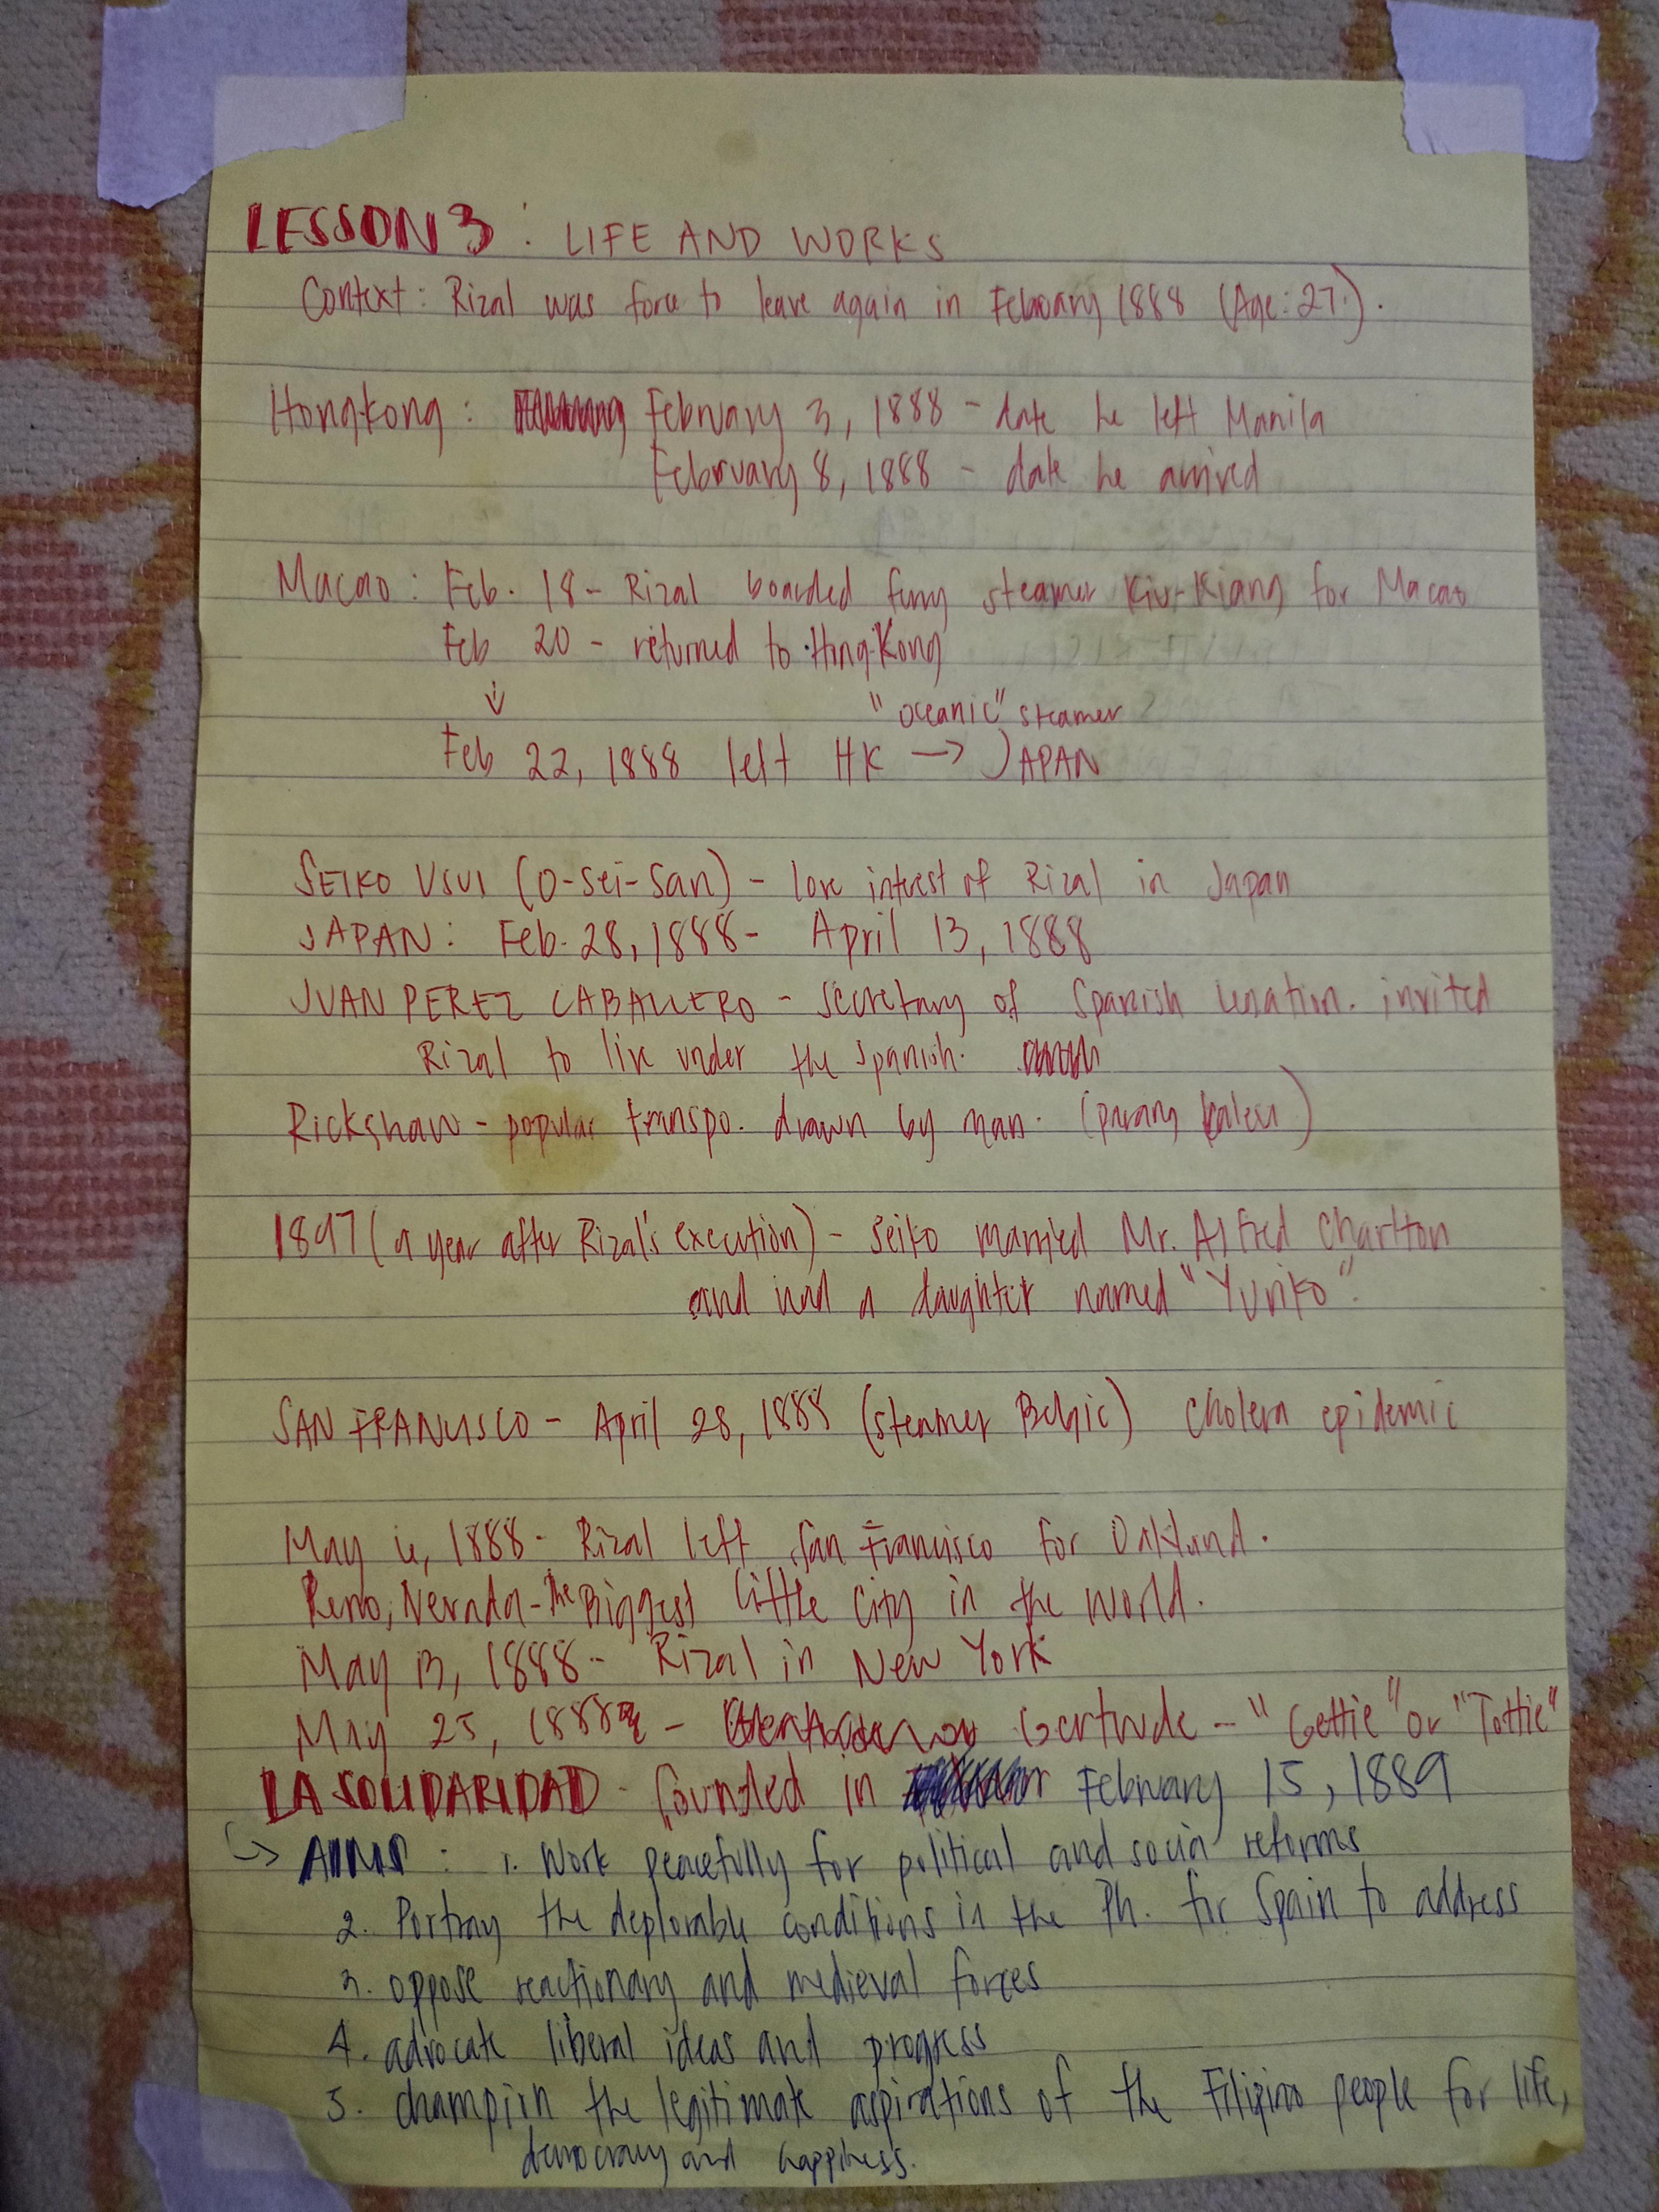 LESSON 3 : LIFE AND WORKS
Context: Rizal was force to leave again in February 1888 (Age: 27.).
Hongkong : February 3, 1888 - date he left Manila
February 8, 1888 - date he arrived
Macao : Feb. 18 - Rizal boarded ferry steamer Kiu-Kiang for Macao
Feb 20 - returned to HongKong
"oceanic" steamer
Feb 22, 1888 left HK → JAPAN
SEIKO USUI (O-Sei-San) - love interest of Rizal in Japan
JAPAN : Feb. 28, 1888 - April 13, 1888
JUAN PEREZ CABALLERO - secretary of Spanish invited
Rizal to live under the Spanish.
Rickshaw - popular transpo. drawn by man. (parang kalesa)
1897 (a year after Rizal's execution) - Seiko married Mr. Alfred Charlton
and had a daughter named "Yuriko".
SAN FRANCISCO - April 28, 1888 (steamer Belgic) Cholera epidemic
May 6, 1888 - Rizal left San Francisco for Oakland.
Reno, Nevada - The Biggest Little City in the World.
May 13, 1888 - Rizal in New York
May 25, 1888 - Gertrude - "Gettie" or "Tottie"
LA SOLIDARIDAD - founded in February 15, 1889
↳ AIMS : 1. Work peacefully for political and social reforms
2. Portray the deplorable conditions in the Ph. for Spain to address
3. oppose reactionary and medieval forces
4. advocate liberal ideas and progress
5. champion the legitimate aspirations of the Filipino people for life,
democracy and happiness.